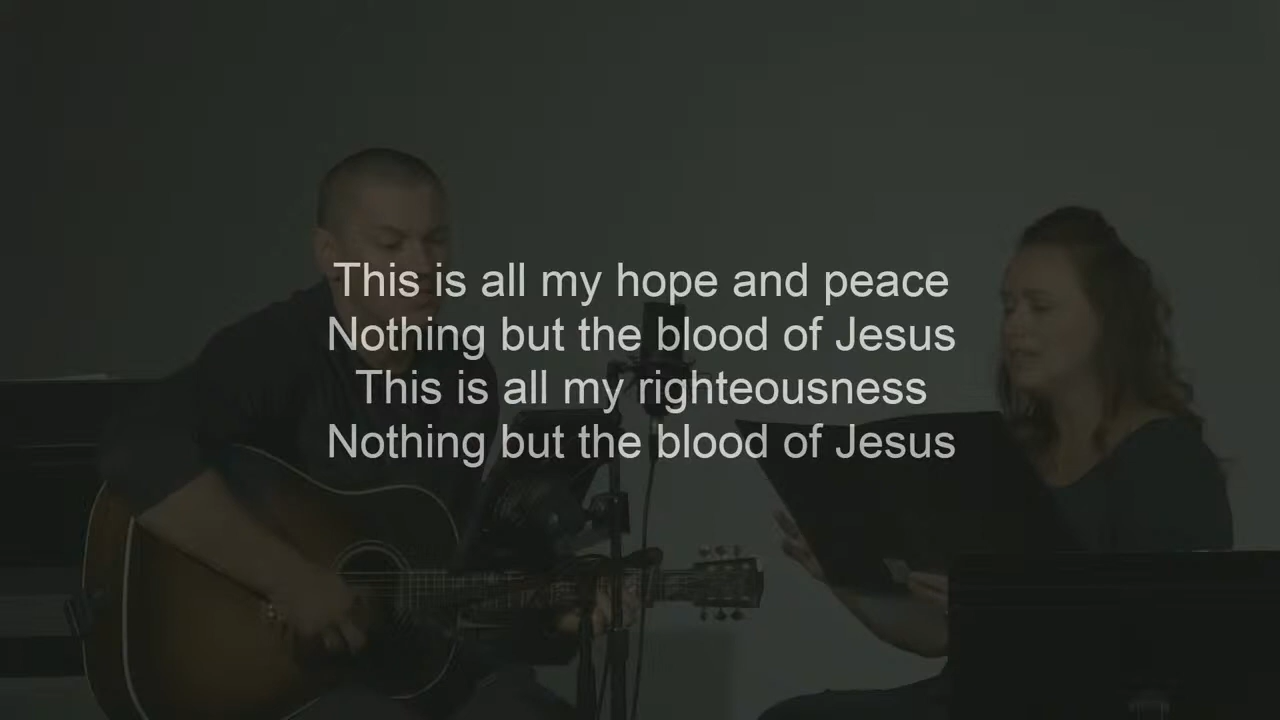 This is all my hope and peace
Nothing but the blood of Jesus
This is all my righteousness
Nothing but the blood of Jesus